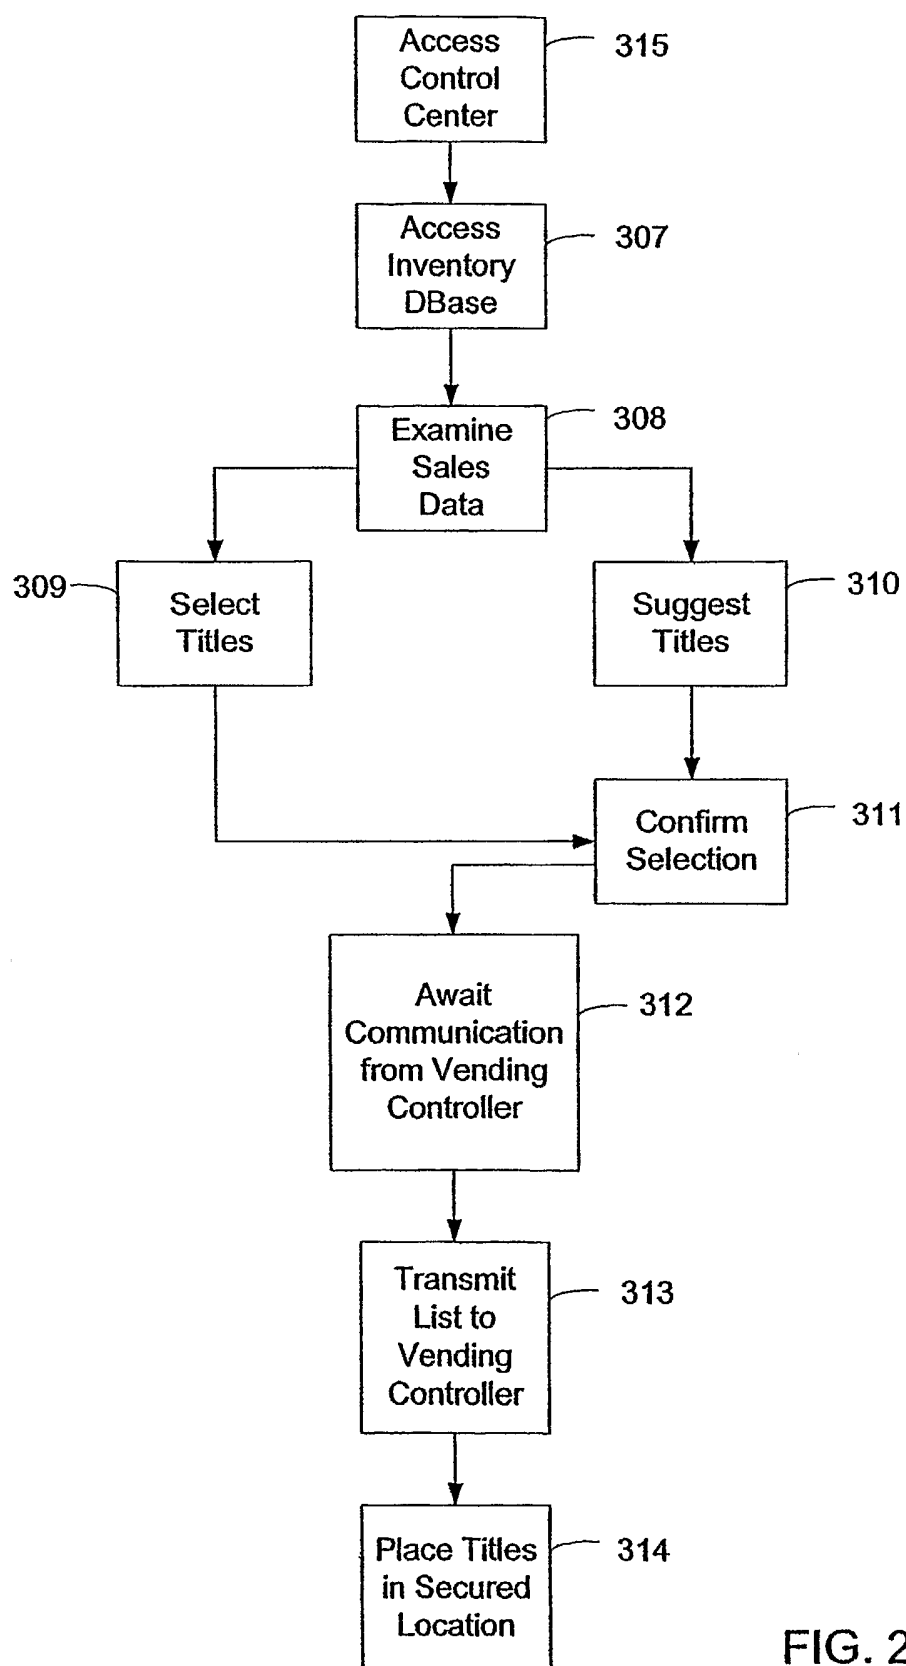 Access
Control
Center
315
Access
Inventory
DBase
307
Examine
Sales
Data
308
309
Select
Titles
Suggest
Titles
310
Confirm
Selection
311
Await
Communication
from Vending
Controller
312
Transmit
List to
Vending
Controller
313
Place Titles
in Secured
Location
314
FIG. 2